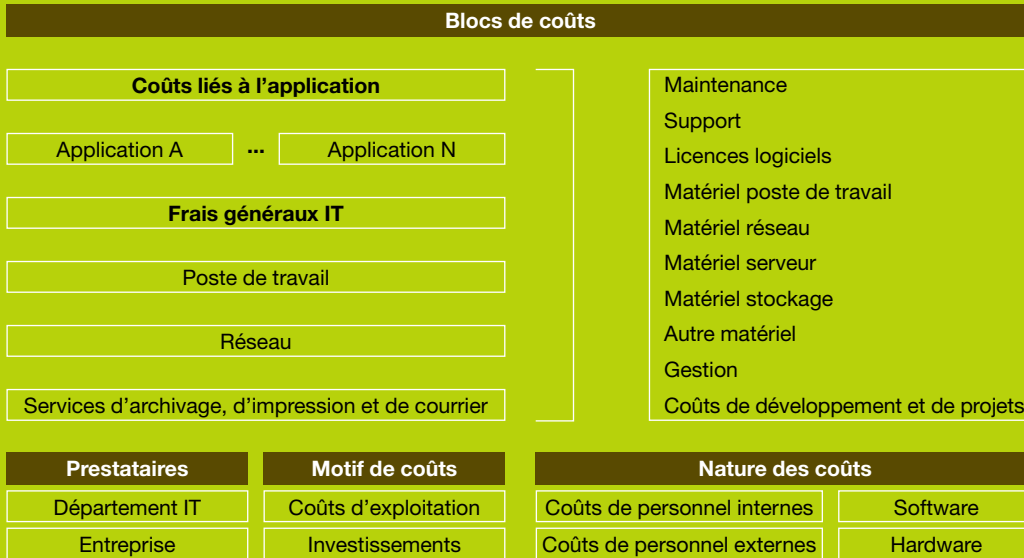 Blocs de coûts
Coûts liés à l’application
Application A ... Application N
Frais généraux IT
Poste de travail
Réseau
Services d’archivage, d’impression et de courrier
Maintenance
Support
Licences logiciels
Matériel poste de travail
Matériel réseau
Matériel serveur
Matériel stockage
Autre matériel
Gestion
Coûts de développement et de projets
Prestataires
Département IT
Entreprise
Motif de coûts
Coûts d’exploitation
Investissements
Nature des coûts
Coûts de personnel internes
Software
Coûts de personnel externes
Hardware